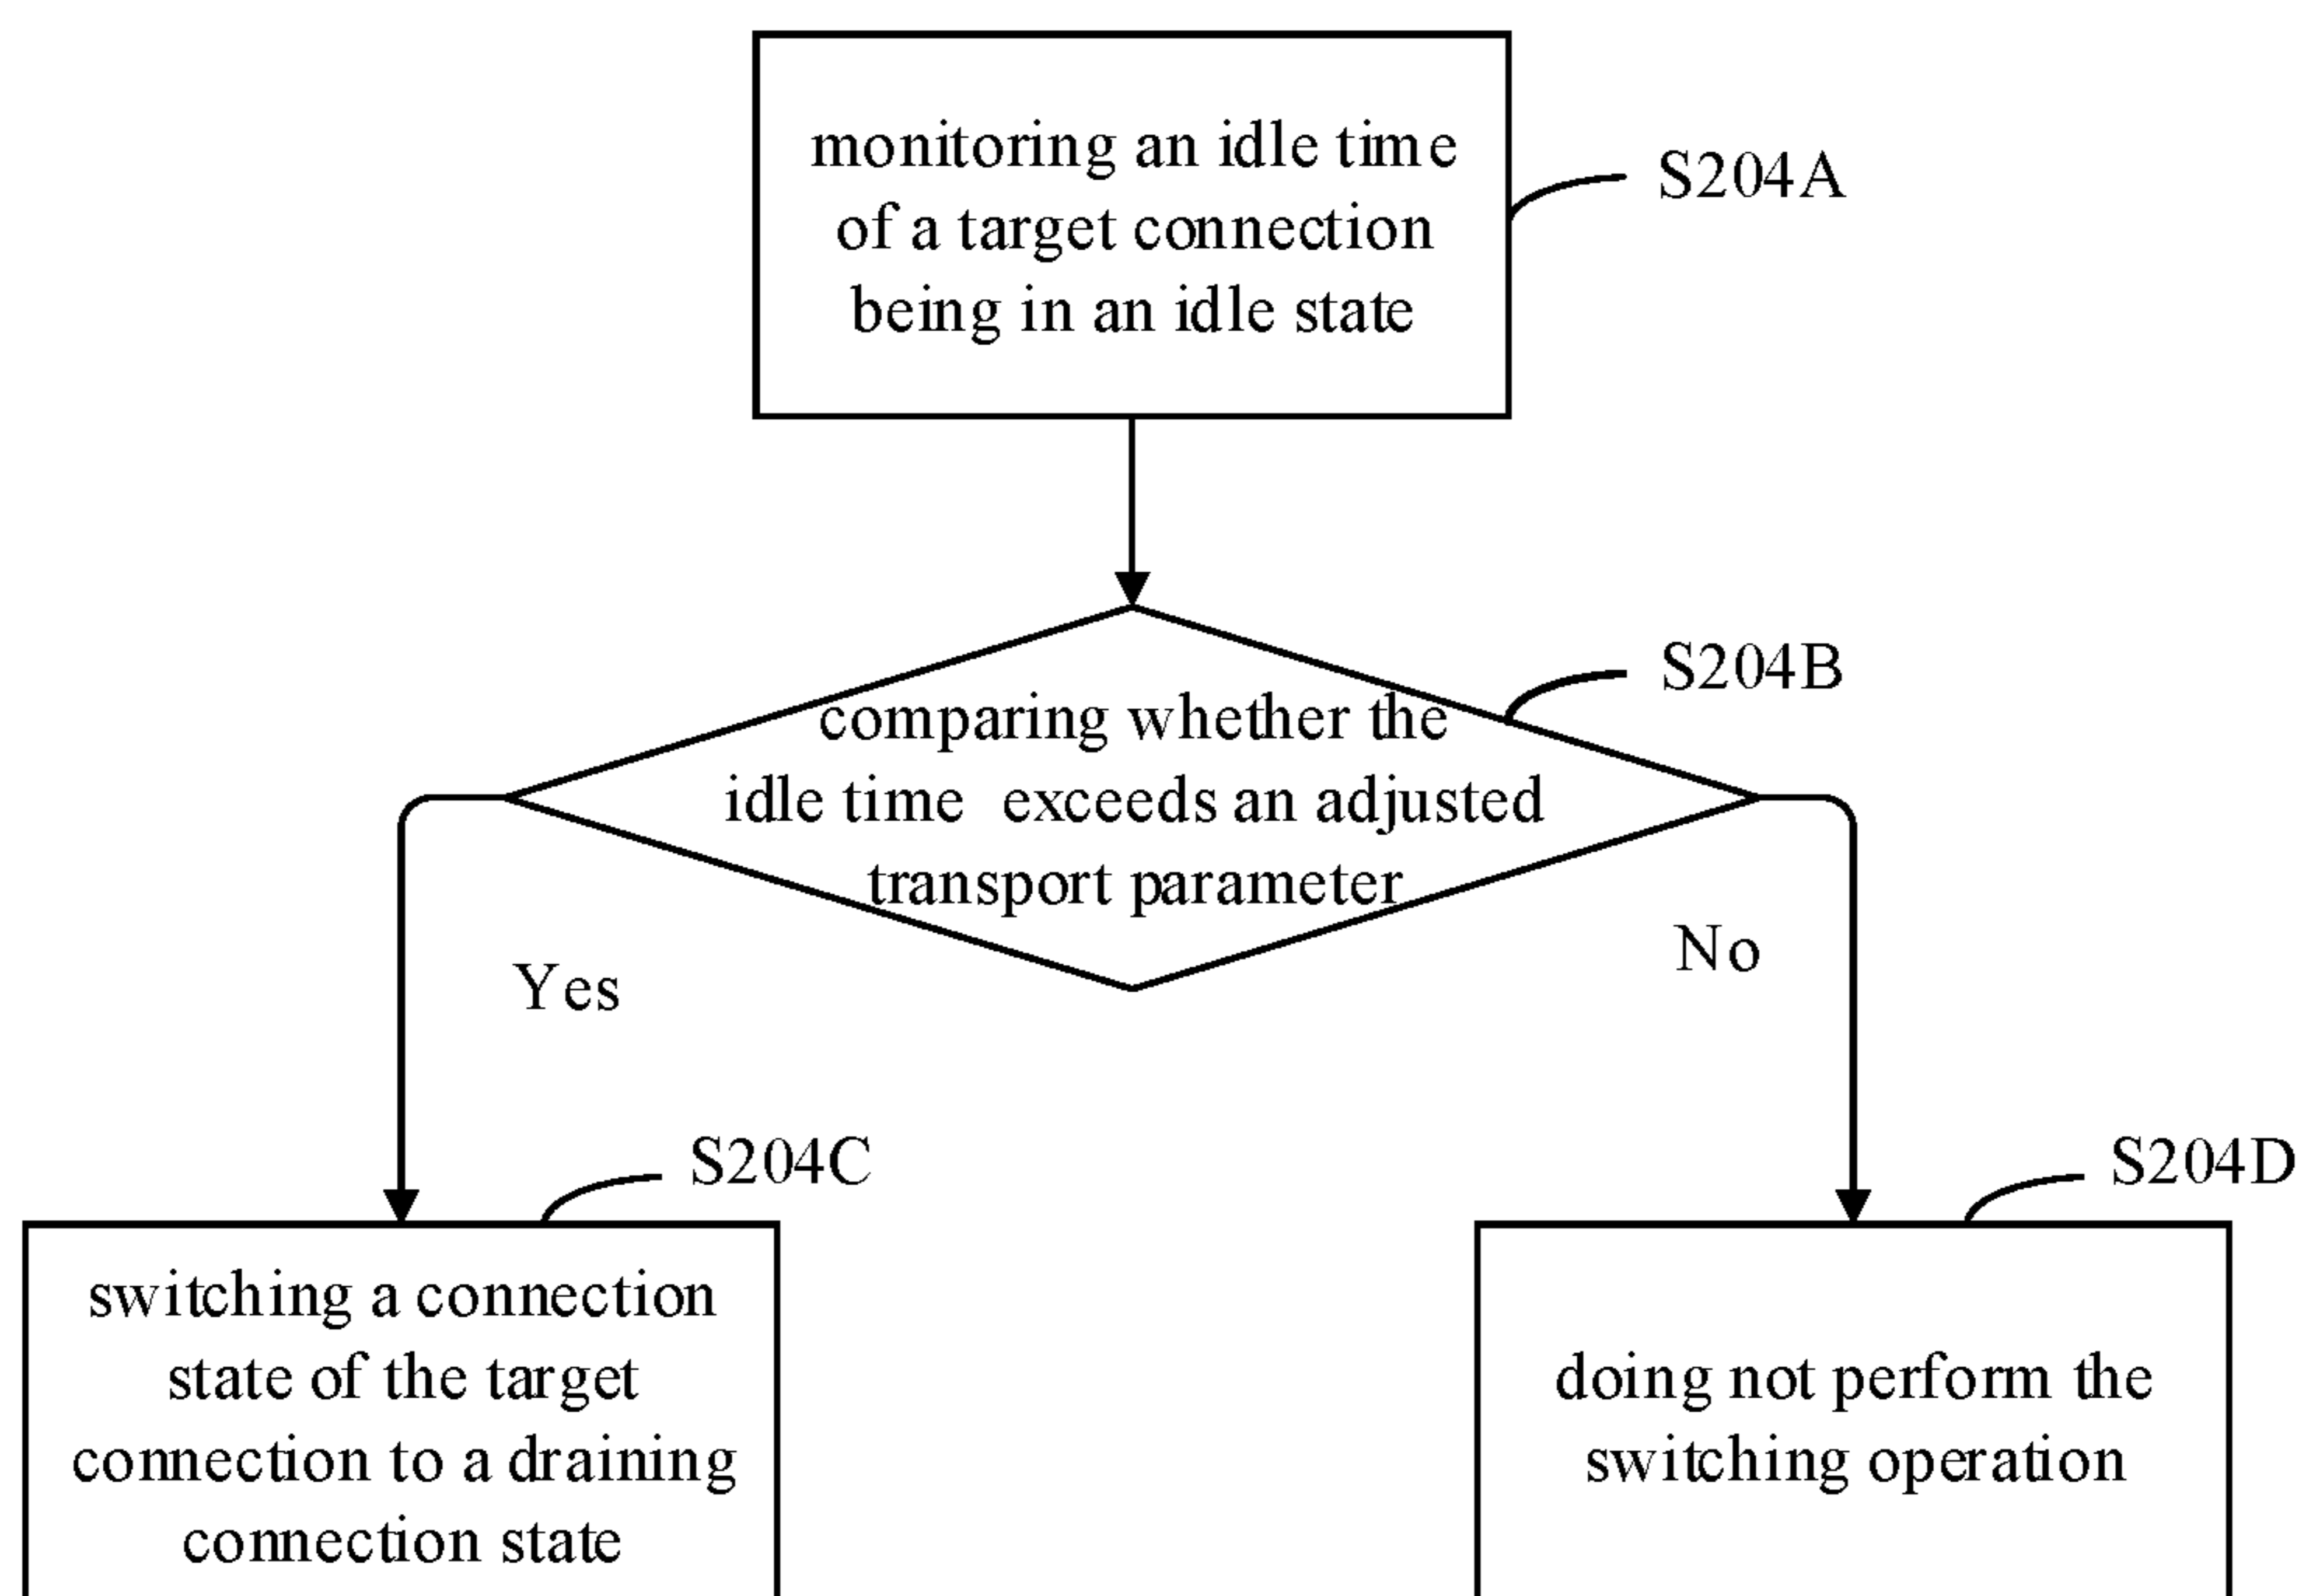 monitoring an idle time
of a target connection
being in an idle state
S204A
S204B
comparing whether the
idle time exceeds an adjusted
transport parameter
No
Yes
S204C
S204D
switching a connection
state of the target
connection to a draining
connection state
doing not perform the
switching operation